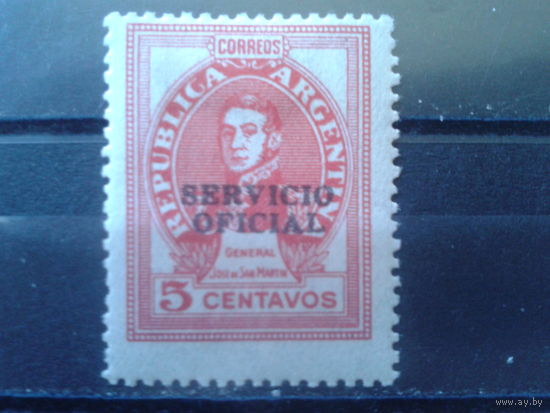 CORREOS
REPUBLICA ARGENTINA
SERVICIO
OFICIAL
GENERAL
JOSE DE SAN MARTIN
5 CENTAVOS
www.ay.by